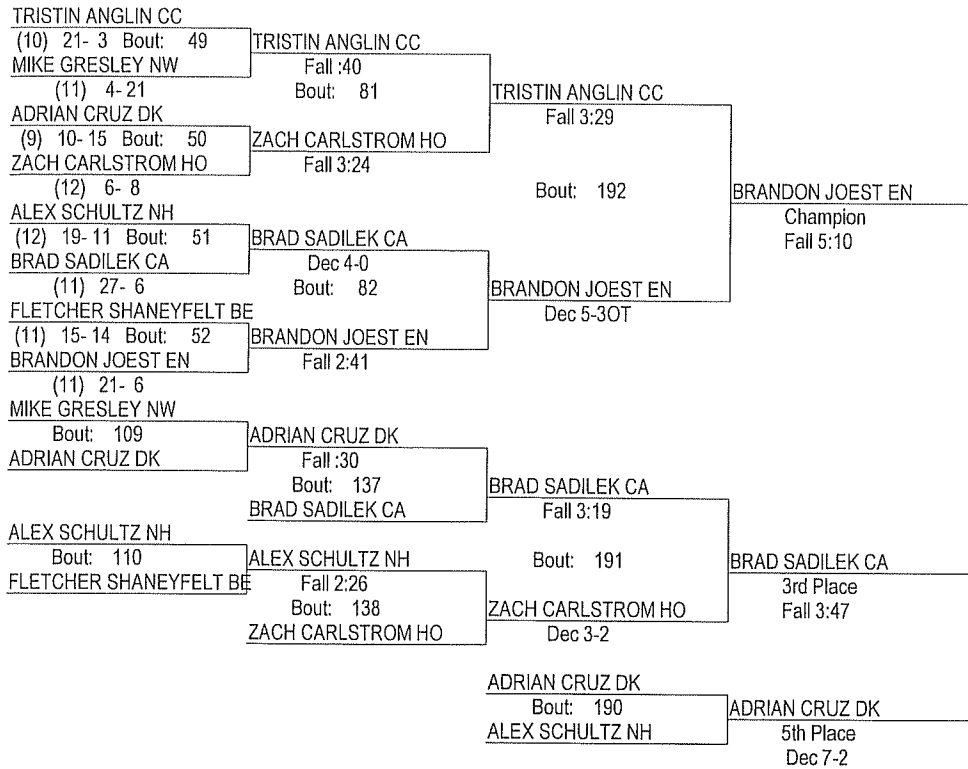 TRISTIN ANGLIN CC
(10) 21- 3 Bout: 49
MIKE GRESLEY NW
(11) 4- 21
ADRIAN CRUZ DK
(9) 10- 15 Bout: 50
ZACH CARLSTROM HO
(12) 6- 8
ALEX SCHULTZ NH
(12) 19- 11 Bout: 51
BRAD SADILEK CA
(11) 27- 6
FLETCHER SHANEYFELT BE
(11) 15- 14 Bout: 52
BRANDON JOEST EN
(11) 21- 6
TRISTIN ANGLIN CC
Fall :40
Bout: 81
ZACH CARLSTROM HO
Fall 3:24
BRAD SADILEK CA
Dec 4-0
Bout: 82
BRANDON JOEST EN
Fall 2:41
TRISTIN ANGLIN CC
Fall 3:29
Bout: 192
BRANDON JOEST EN
Dec 5-3OT
BRANDON JOEST EN
Champion
Fall 5:10
MIKE GRESLEY NW
Bout: 109
ADRIAN CRUZ DK
ALEX SCHULTZ NH
Bout: 110
FLETCHER SHANEYFELT BE
ADRIAN CRUZ DK
Fall :30
Bout: 137
BRAD SADILEK CA
ALEX SCHULTZ NH
Fall 2:26
Bout: 138
ZACH CARLSTROM HO
BRAD SADILEK CA
Fall 3:19
Bout: 191
ZACH CARLSTROM HO
Dec 3-2
BRAD SADILEK CA
3rd Place
Fall 3:47
ADRIAN CRUZ DK
Bout: 190
ALEX SCHULTZ NH
ADRIAN CRUZ DK
5th Place
Dec 7-2